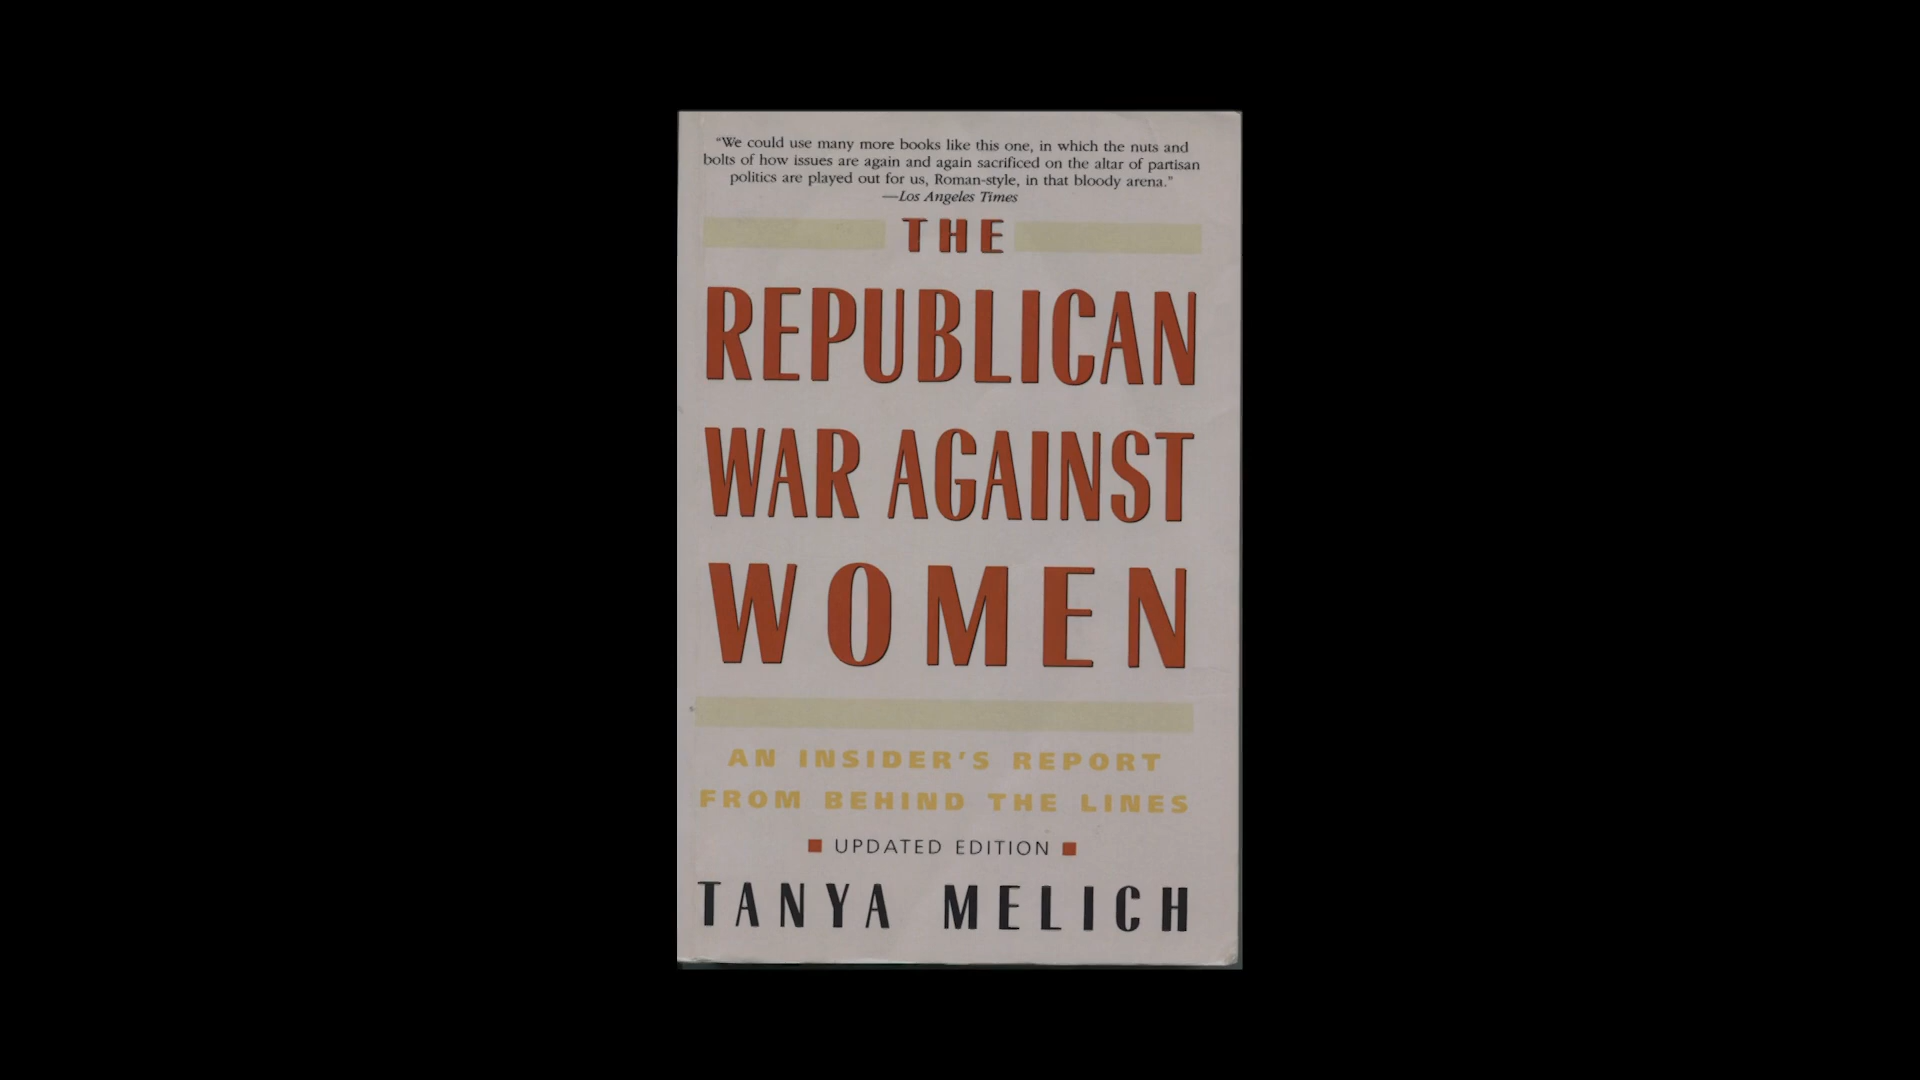 "We could use many more books like this one, in which the nuts and
bolts of how issues are again and again sacrificed on the altar of partisan
politics are played out for us, Roman-style, in that bloody arena."
—Los Angeles Times
THE
REPUBLICAN
WAR AGAINST
WOMEN
AN INSIDER'S REPORT
FROM BEHIND THE LINES
UPDATED EDITION
TANYA MELICH